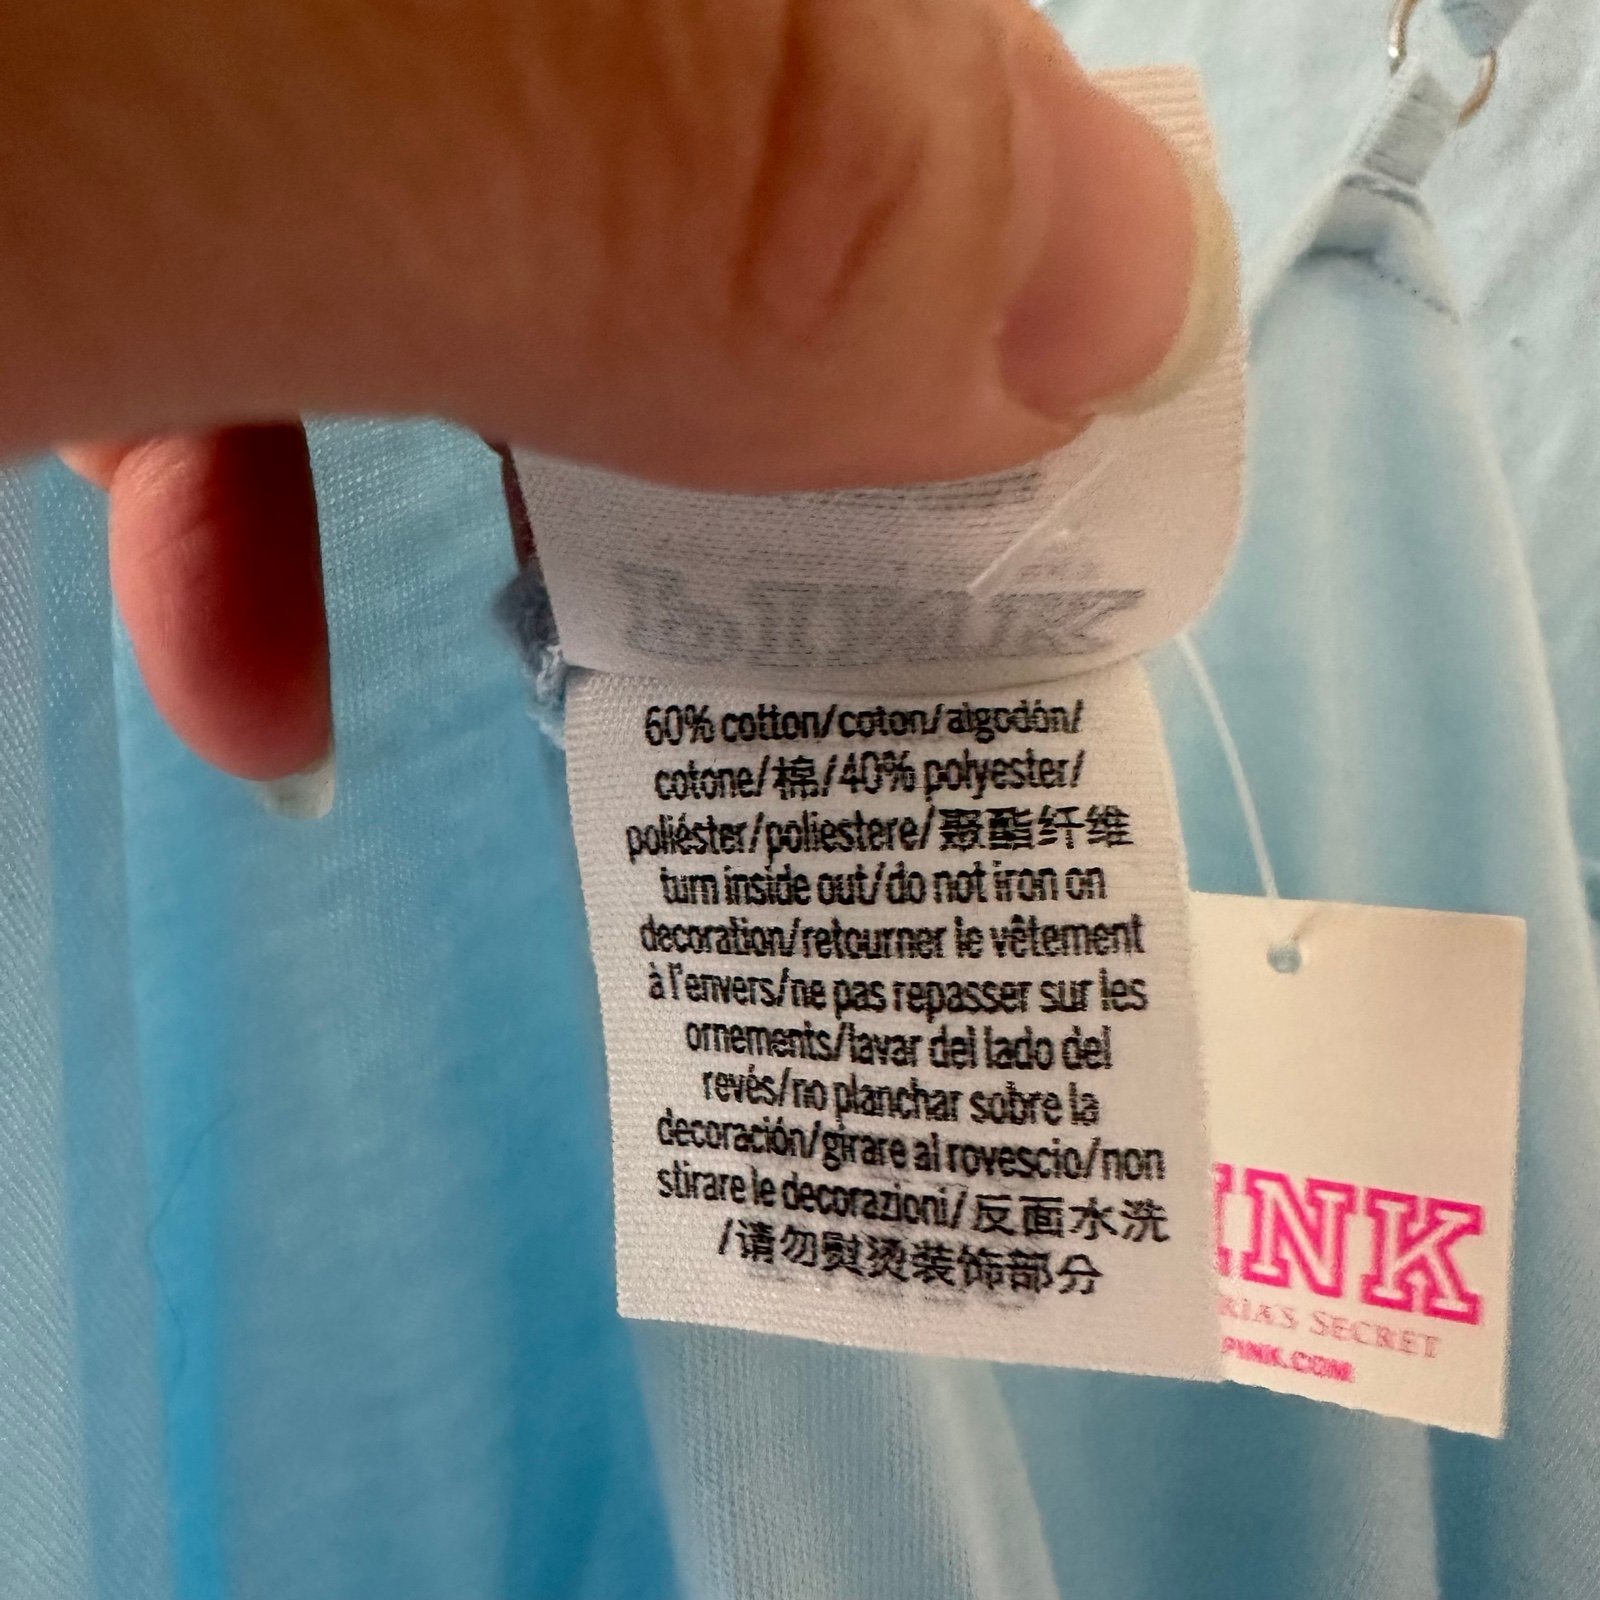 60% cotton/coton/algodón/
cotone/棉/40% polyester/
poliéster/poliestere/聚酯纤维
turn inside out/do not iron on
decoration/retourner le vêtement
à l'envers/ne pas repasser sur les
ornements/lavar del lado del
revés/no planchar sobre la
decoración/girare al rovescio/non
stirare le decorazioni/反面水洗
/请勿熨烫装饰部分
INK
RIA'S SECRET
PINK.COM